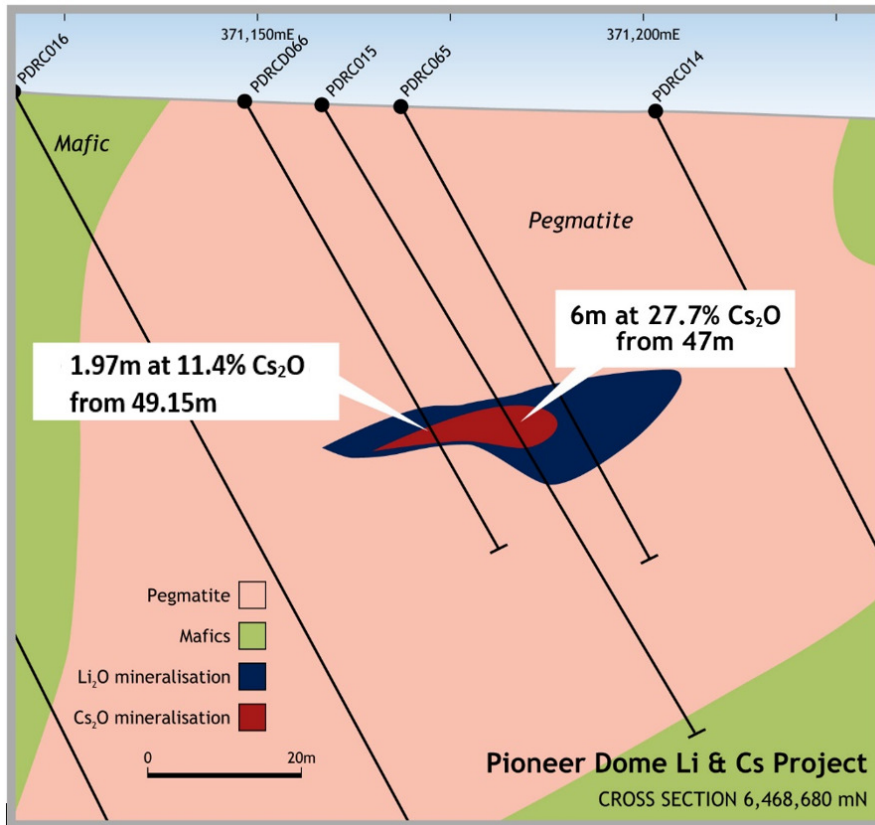 371,150mE
371,200mE
PDRC016
PDRCD066
PDRC015
PDRC065
PDRC014
Mafic
Pegmatite
6m at 27.7% Cs₂O
from 47m
1.97m at 11.4% Cs₂O
from 49.15m
Pegmatite
Mafics
Li₂O mineralisation
Cs₂O mineralisation
0
20m
Pioneer Dome Li & Cs Project
CROSS SECTION 6,468,680 mN